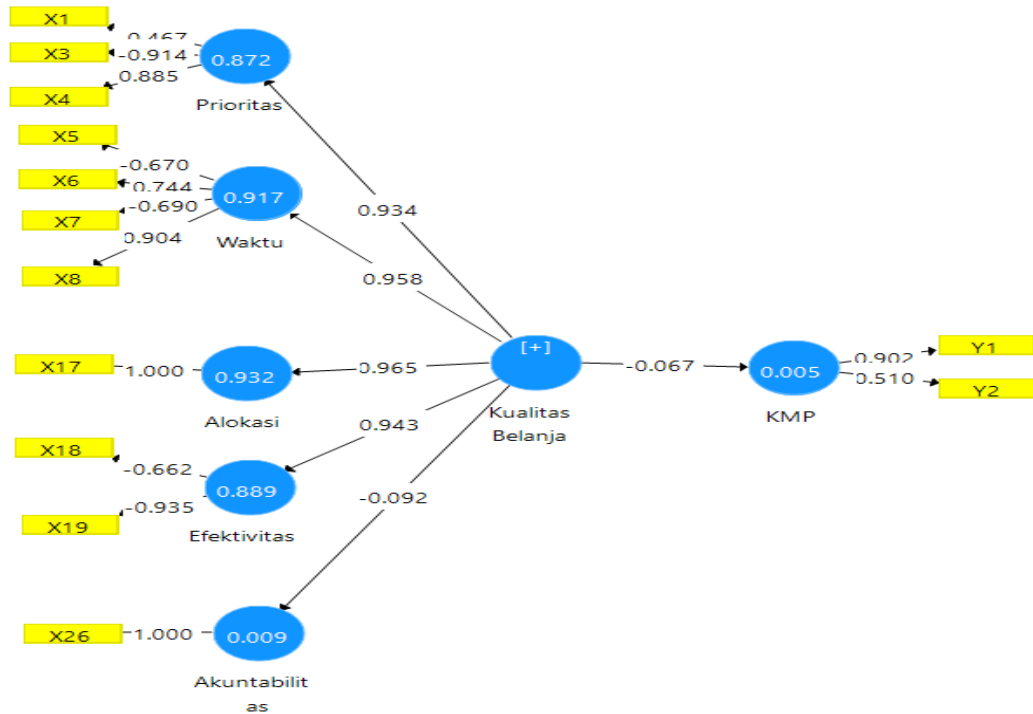 X1
0.467
X3
-0.914
0.872
X4
0.885
Prioritas
X5
-0.670
X6
0.744
0.917
X7
-0.690
0.904
Waktu
X8
0.934
0.958
X17
1.000
0.932
Alokasi
0.965
[+]
Kualitas
Belanja
-0.067
0.005
KMP
0.902
Y1
0.510
Y2
0.943
X18
-0.662
0.889
X19
-0.935
Efektivitas
-0.092
X26
1.000
0.009
Akuntabilit
as